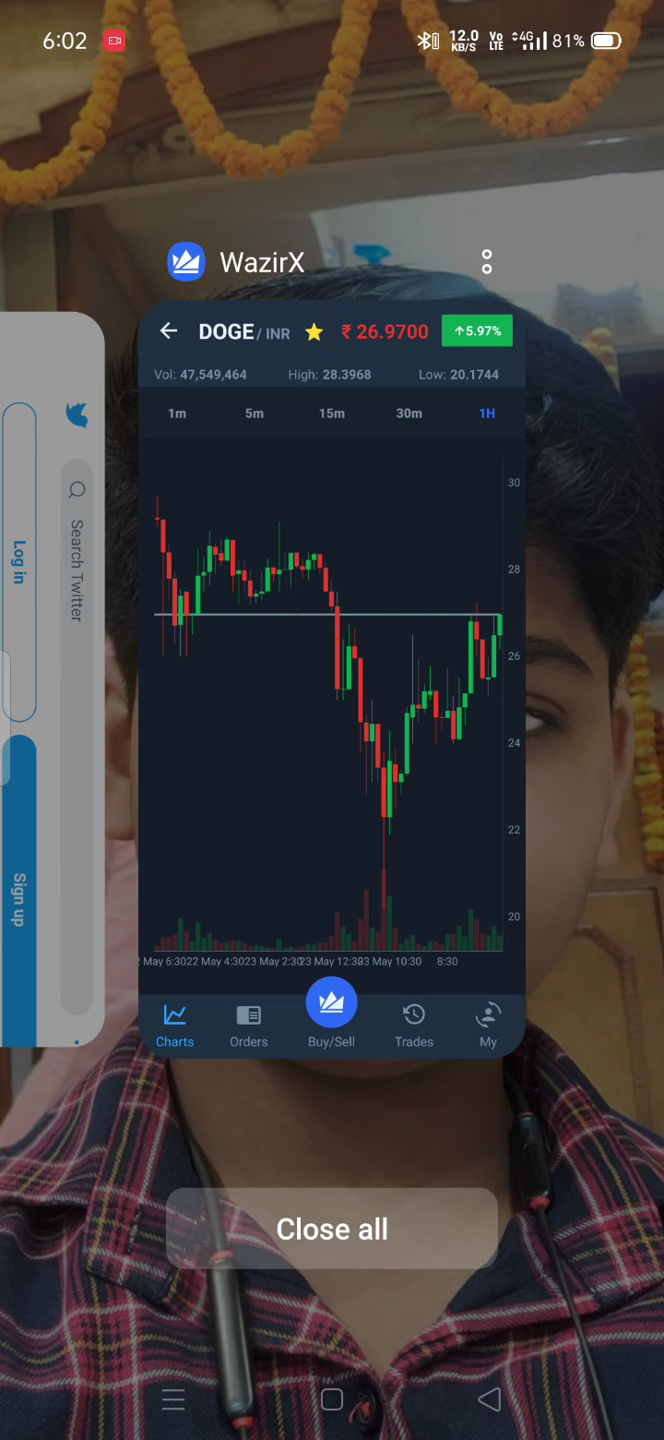 6:02
12.0 KB/S Vo LTE 4G 81%
WazirX
DOGE / INR ₹ 26.9700 ↑5.97%
Vol: 47,549,464 High: 28.3968 Low: 20.1744
1m 5m 15m 30m 1H
30
28
26
24
22
20
May 6:30 22 May 4:30 23 May 2:30 23 May 12:30 23 May 10:30 8:30
Charts Orders Buy/Sell Trades My
Search Twitter
Log in
Sign up
Close all